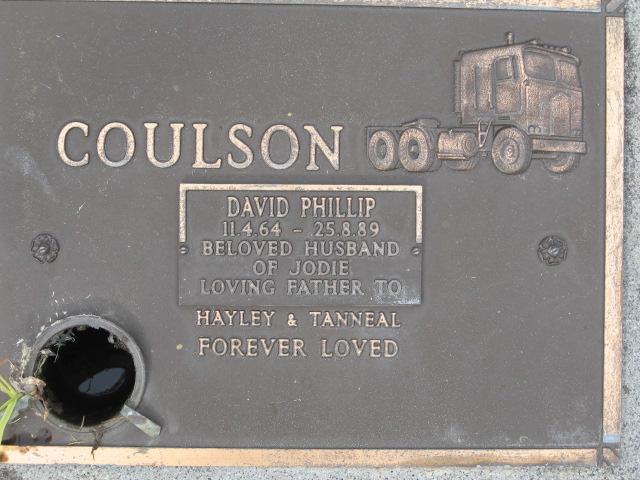 COULSON
DAVID PHILLIP
11.4.64 - 25.8.89
BELOVED HUSBAND
OF JODIE
LOVING FATHER TO
HAYLEY & TANNEAL
FOREVER LOVED